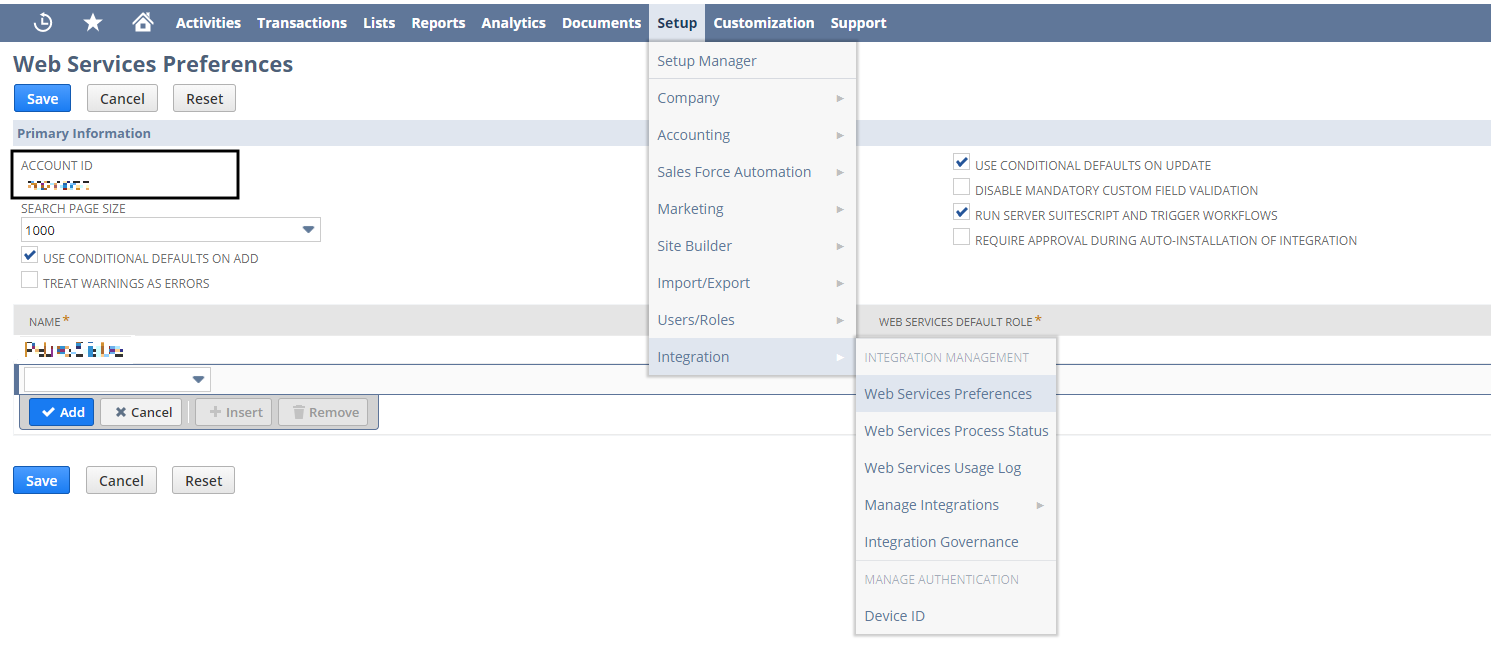 Activities Transactions Lists Reports Analytics Documents Setup Customization Support
Web Services Preferences
Save Cancel Reset
Primary Information
ACCOUNT ID
SEARCH PAGE SIZE
1000
USE CONDITIONAL DEFAULTS ON ADD
TREAT WARNINGS AS ERRORS
USE CONDITIONAL DEFAULTS ON UPDATE
DISABLE MANDATORY CUSTOM FIELD VALIDATION
RUN SERVER SUITESCRIPT AND TRIGGER WORKFLOWS
REQUIRE APPROVAL DURING AUTO-INSTALLATION OF INTEGRATION
NAME*
WEB SERVICES DEFAULT ROLE*
Add Cancel Insert Remove
Save Cancel Reset
Setup Manager
Company
Accounting
Sales Force Automation
Marketing
Site Builder
Import/Export
Users/Roles
Integration
INTEGRATION MANAGEMENT
Web Services Preferences
Web Services Process Status
Web Services Usage Log
Manage Integrations
Integration Governance
MANAGE AUTHENTICATION
Device ID